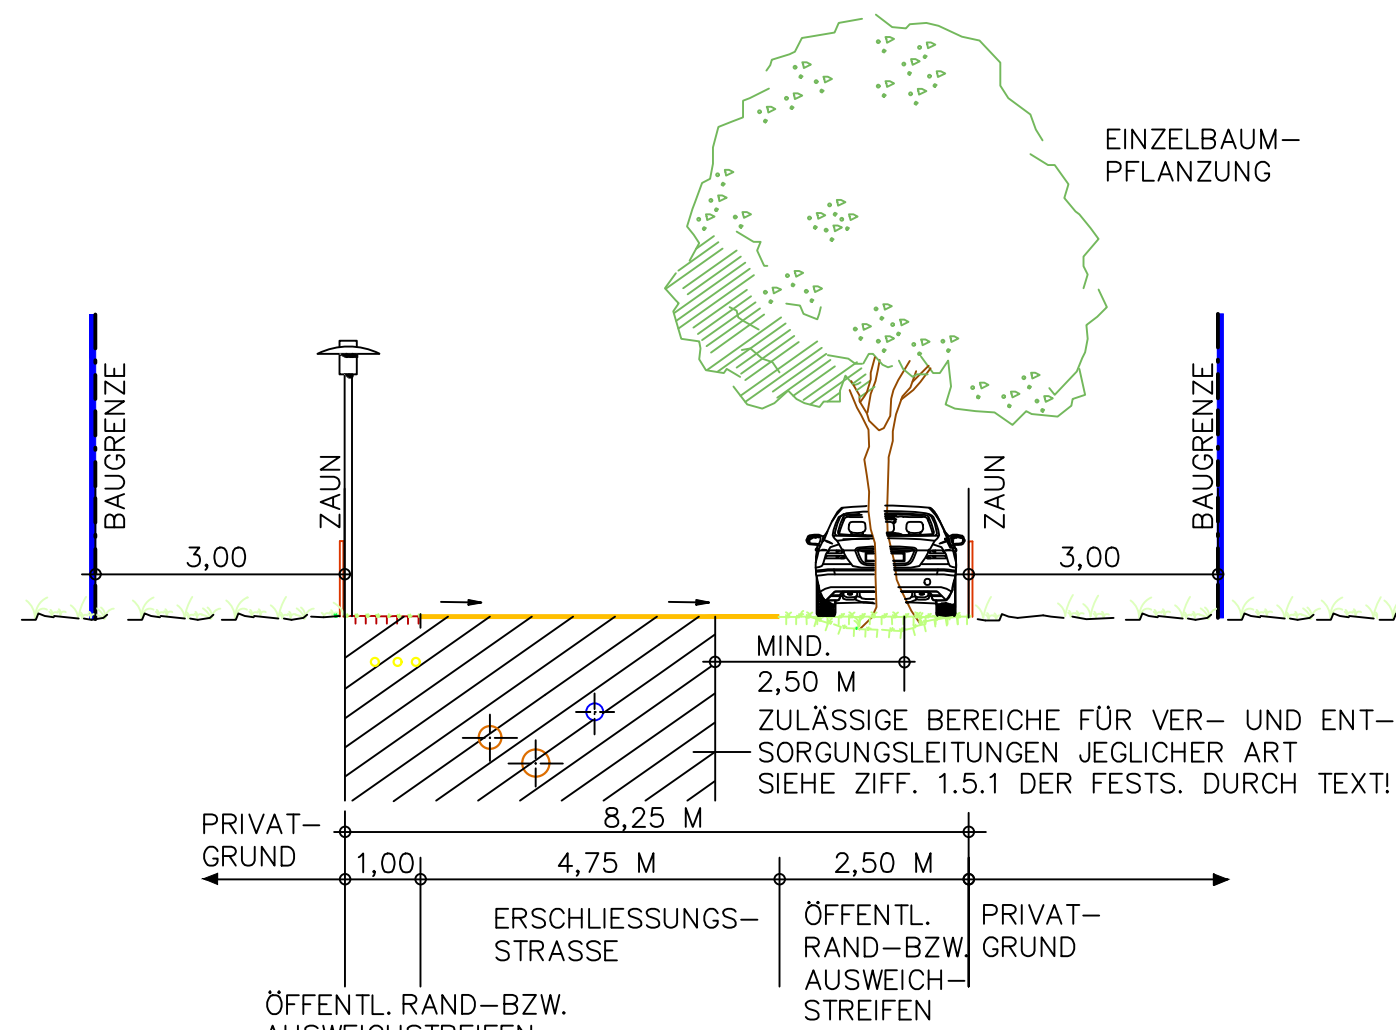 EINZELBAUM-
PFLANZUNG
BAUGRENZE
ZAUN
ZAUN
BAUGRENZE
3,00
3,00
MIND.
2,50 M
ZULÄSSIGE BEREICHE FÜR VER- UND ENT-
SORGUNGSLEITUNGEN JEGLICHER ART
SIEHE ZIFF. 1.5.1 DER FESTS. DURCH TEXT!
8,25 M
PRIVAT-
GRUND
1,00
4,75 M
2,50 M
ERSCHLIESSUNGS-
STRASSE
ÖFFENTL.
RAND-BZW.
AUSWEICH-
STREIFEN
PRIVAT-
GRUND
ÖFFENTL. RAND-BZW.
AUSWEICHSTREIFEN